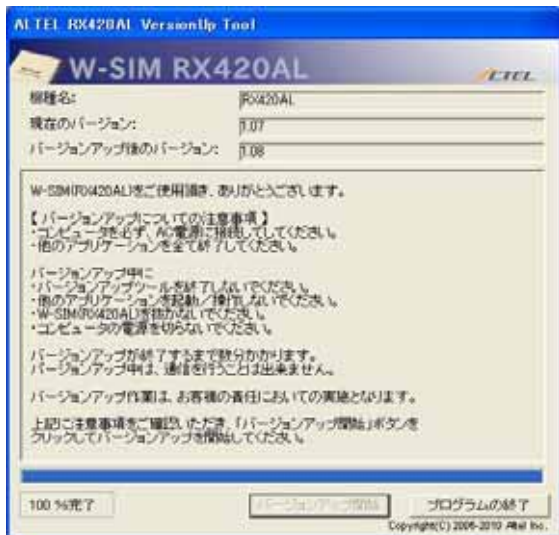 ALTEL RX420AL VersionUp Tool
W-SIM RX420AL
ALTEL
機種名: RX420AL
現在のバージョン: 1.07
バージョンアップ後のバージョン: 1.08
W-SIM(RX420AL)をご使用頂き、ありがとうございます。
【 バージョンアップについての注意事項 】
・コンピュータを必ず、AC電源に接続してしてください。
・他のアプリケーションを全て終了してください。
バージョンアップ中に
・バージョンアップツールを終了しないでください。
・他のアプリケーションを起動/操作しないでください。
・W-SIM(RX420AL)を抜かないでください。
・コンピュータの電源を切らないでください。
バージョンアップが終了するまで数分かかります。
バージョンアップ中は、通信を行うことは出来ません。
バージョンアップ作業は、お客様の責任においての実施となります。
上記に注意事項をご確認いただき、「バージョンアップ開始」ボタンを
クリックしてバージョンアップを開始してください。
100 %完了
バージョンアップ開始
プログラムの終了
Copyright(C) 2006-2010 Altel Inc.